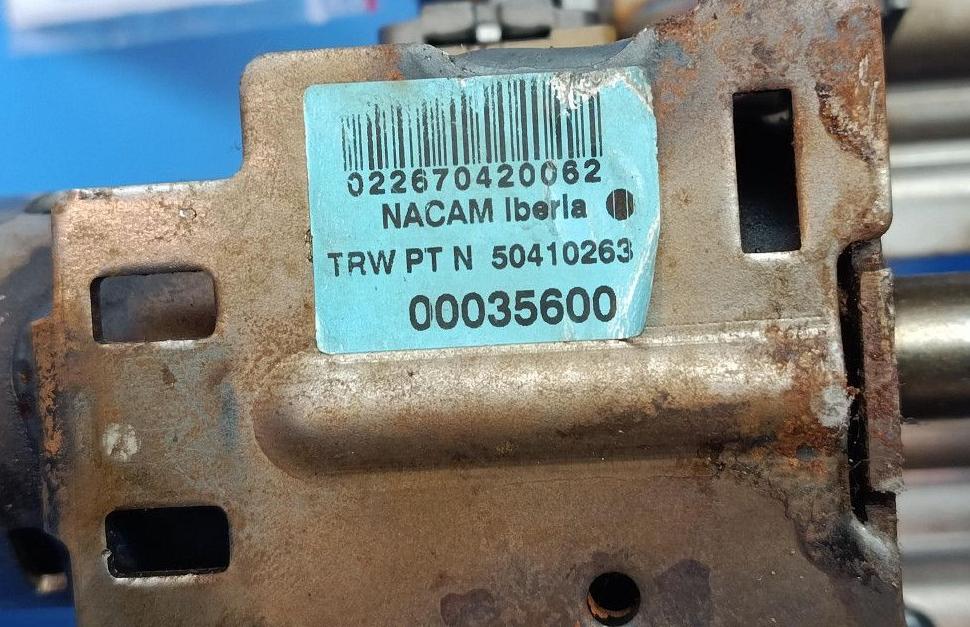 022670420062
NACAM Iberia
TRW PT N 50410263
00035600